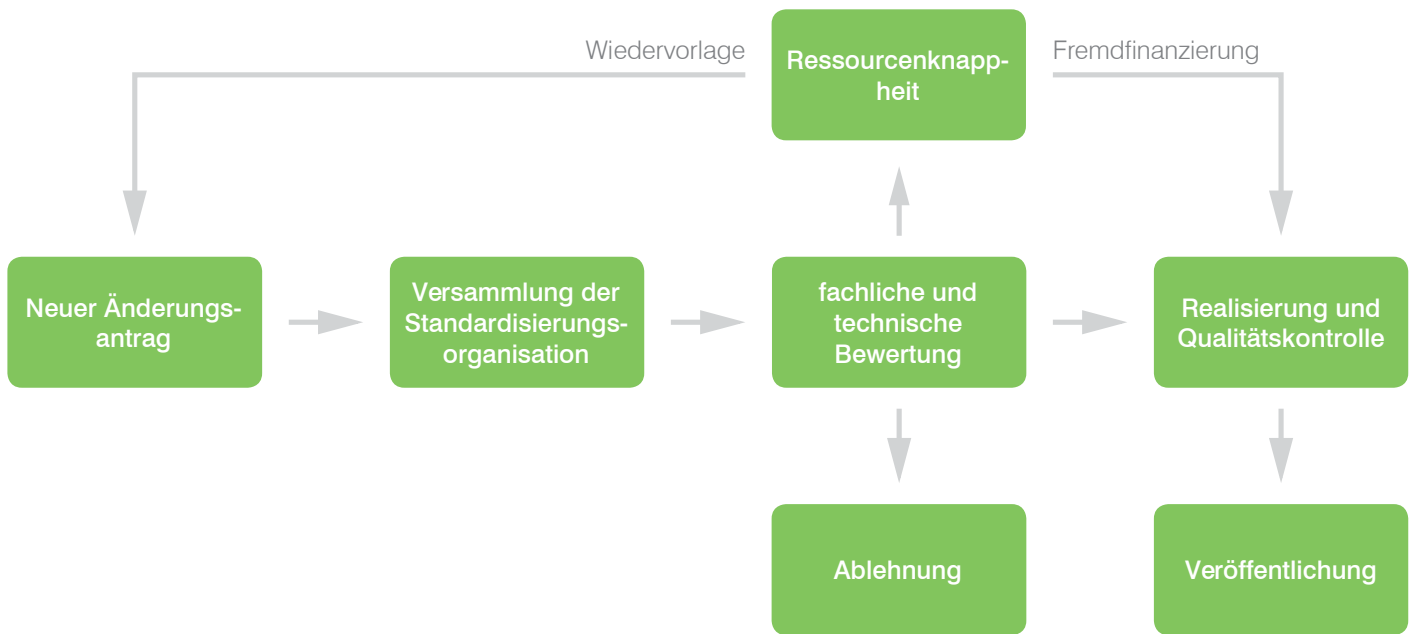 Wiedervorlage
Ressourcenknapp-
heit
Fremdfinanzierung
Neuer Änderungs-
antrag
Versammlung der
Standardisierungs-
organisation
fachliche und
technische
Bewertung
Realisierung und
Qualitätskontrolle
Ablehnung
Veröffentlichung